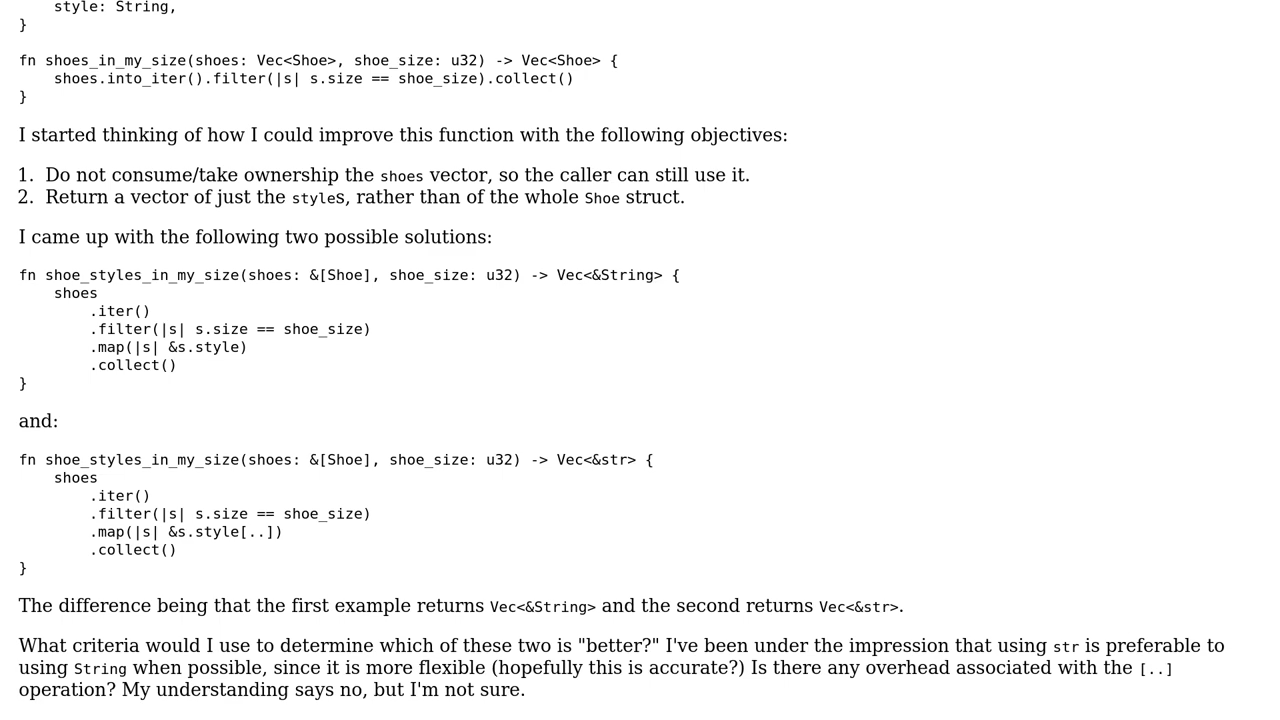 style: String,
}
fn shoes_in_my_size(shoes: Vec<Shoe>, shoe_size: u32) -> Vec<Shoe> {
    shoes.into_iter().filter(|s| s.size == shoe_size).collect()
}
I started thinking of how I could improve this function with the following objectives:
1. Do not consume/take ownership the shoes vector, so the caller can still use it.
2. Return a vector of just the styles, rather than of the whole Shoe struct.
I came up with the following two possible solutions:
fn shoe_styles_in_my_size(shoes: &[Shoe], shoe_size: u32) -> Vec<&String> {
    shoes
        .iter()
        .filter(|s| s.size == shoe_size)
        .map(|s| &s.style)
        .collect()
}
and:
fn shoe_styles_in_my_size(shoes: &[Shoe], shoe_size: u32) -> Vec<&str> {
    shoes
        .iter()
        .filter(|s| s.size == shoe_size)
        .map(|s| &s.style[..])
        .collect()
}
The difference being that the first example returns Vec<&String> and the second returns Vec<&str>.
What criteria would I use to determine which of these two is "better?" I've been under the impression that using str is preferable to
using String when possible, since it is more flexible (hopefully this is accurate?) Is there any overhead associated with the [..]
operation? My understanding says no, but I'm not sure.